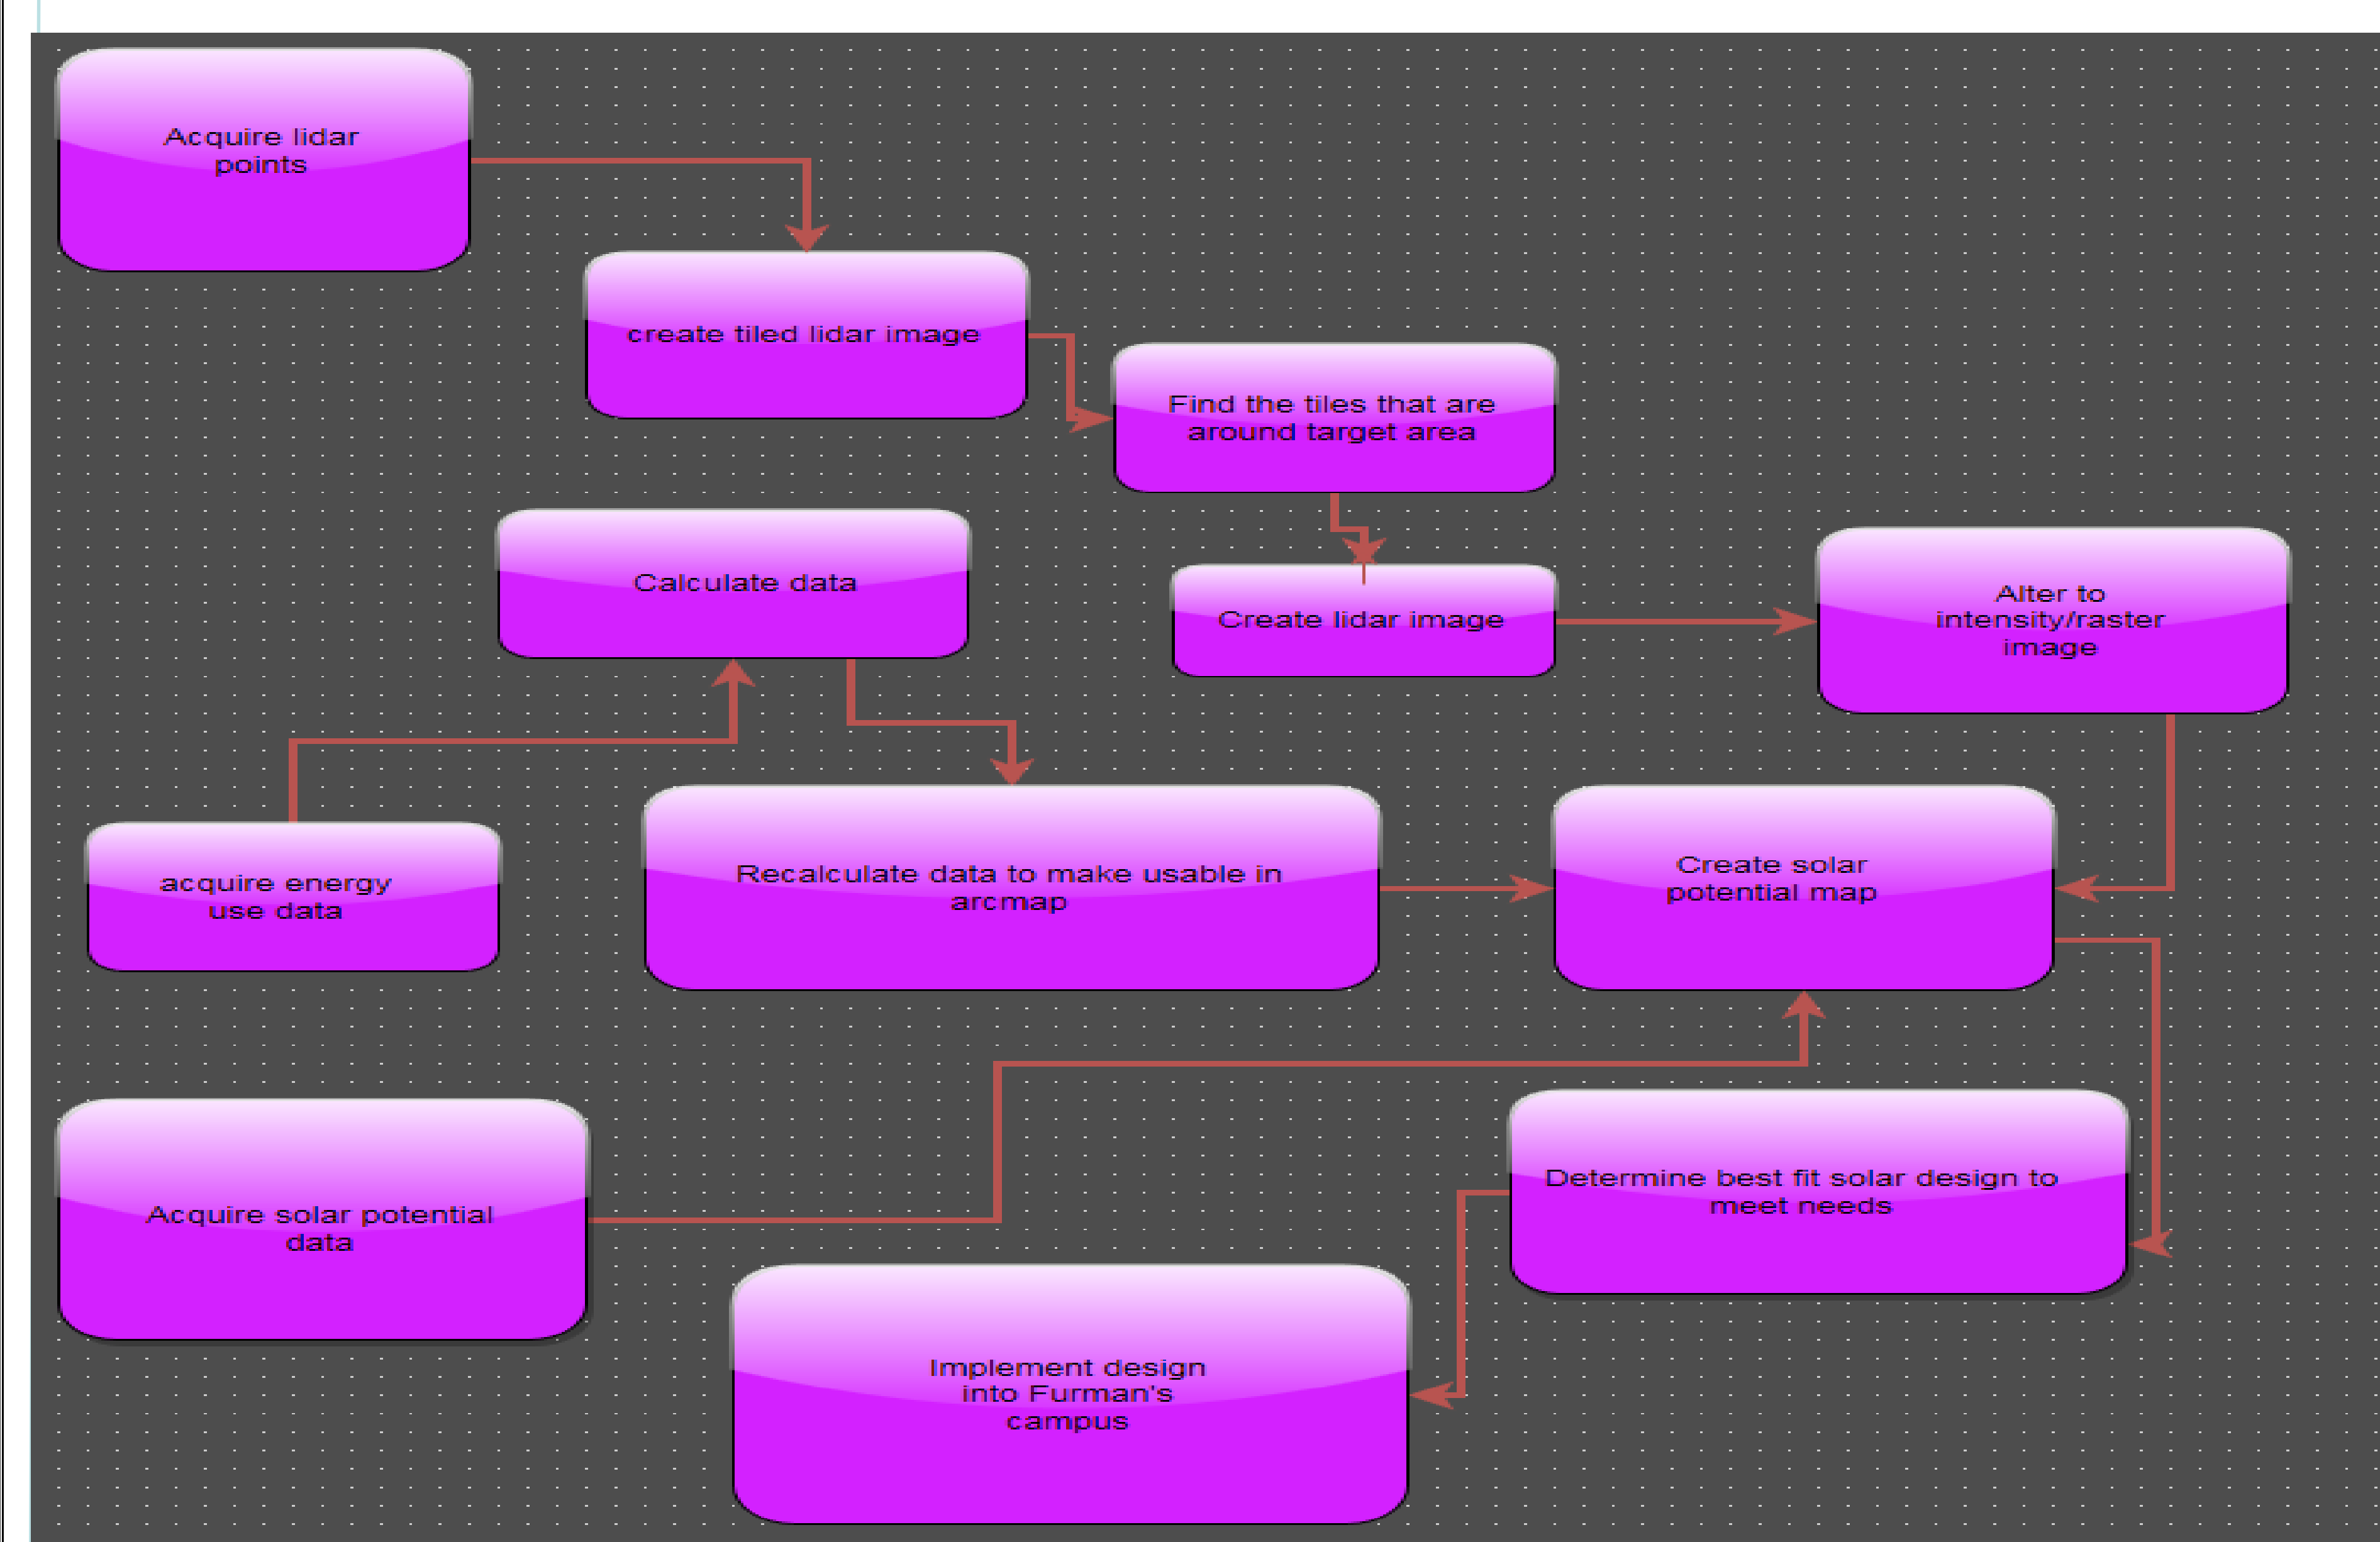 Acquire lidar
points
create tiled lidar image
Find the tiles that are
around target area
Calculate data
Create lidar image
Alter to
intensity/raster
image
acquire energy
use data
Recalculate data to make usable in
arcmap
Create solar
potential map
Acquire solar potential
data
Determine best fit solar design to
meet needs
Implement design
into Furman's
campus